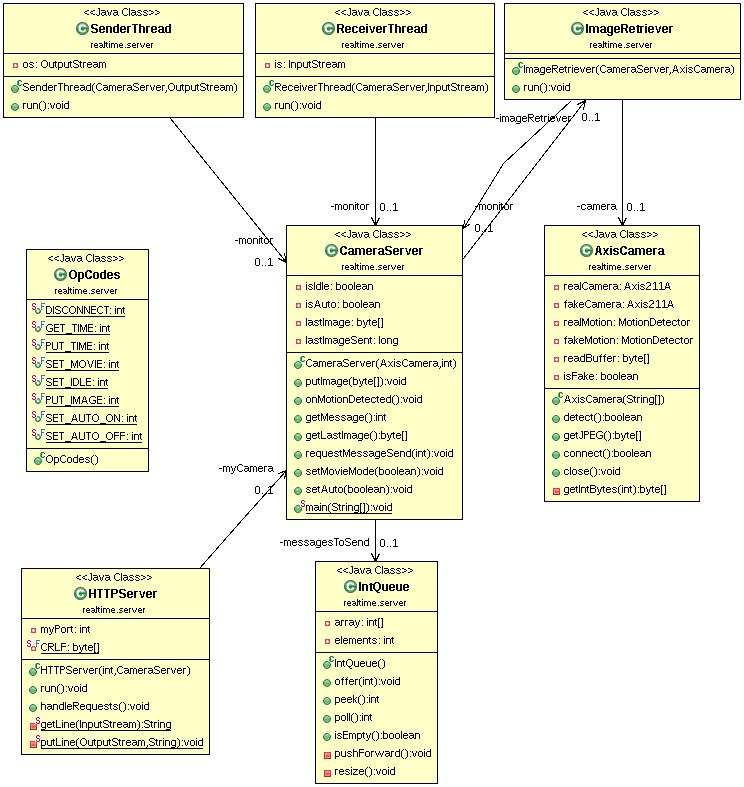 <<Java Class>>
SenderThread
realtime.server
os: OutputStream
SenderThread(CameraServer,OutputStream)
run():void
<<Java Class>>
ReceiverThread
realtime.server
is: InputStream
ReceiverThread(CameraServer,InputStream)
run():void
<<Java Class>>
ImageRetriever
realtime.server
ImageRetriever(CameraServer,AxisCamera)
run():void
-imageRetriever
0..1
-monitor
0..1
-monitor
0..1
-monitor
0..1
-camera
0..1
<<Java Class>>
OpCodes
realtime.server
DISCONNECT: int
GET_TIME: int
PUT_TIME: int
SET_MOVIE: int
SET_IDLE: int
PUT_IMAGE: int
SET_AUTO_ON: int
SET_AUTO_OFF: int
OpCodes()
<<Java Class>>
CameraServer
realtime.server
isIdle: boolean
isAuto: boolean
lastImage: byte[]
lastImageSent: long
CameraServer(AxisCamera,int)
putImage(byte[]):void
onMotionDetected():void
getMessage():int
getLastImage():byte[]
requestMessageSend(int):void
setMovieMode(boolean):void
setAuto(boolean):void
main(String[]):void
<<Java Class>>
AxisCamera
realtime.server
realCamera: Axis211A
fakeCamera: Axis211A
realMotion: MotionDetector
fakeMotion: MotionDetector
readBuffer: byte[]
isFake: boolean
AxisCamera(String[])
detect():boolean
getJPEG():byte[]
connect():boolean
close():void
getIntBytes(int):byte[]
-myCamera
0..1
-messagesToSend
0..1
<<Java Class>>
HTTPServer
realtime.server
myPort: int
CRLF: byte[]
HTTPServer(int,CameraServer)
run():void
handleRequests():void
getLine(InputStream):String
putLine(OutputStream,String):void
<<Java Class>>
IntQueue
realtime.server
array: int[]
elements: int
IntQueue()
offer(int):void
peek():int
poll():int
isEmpty():boolean
pushForward():void
resize():void